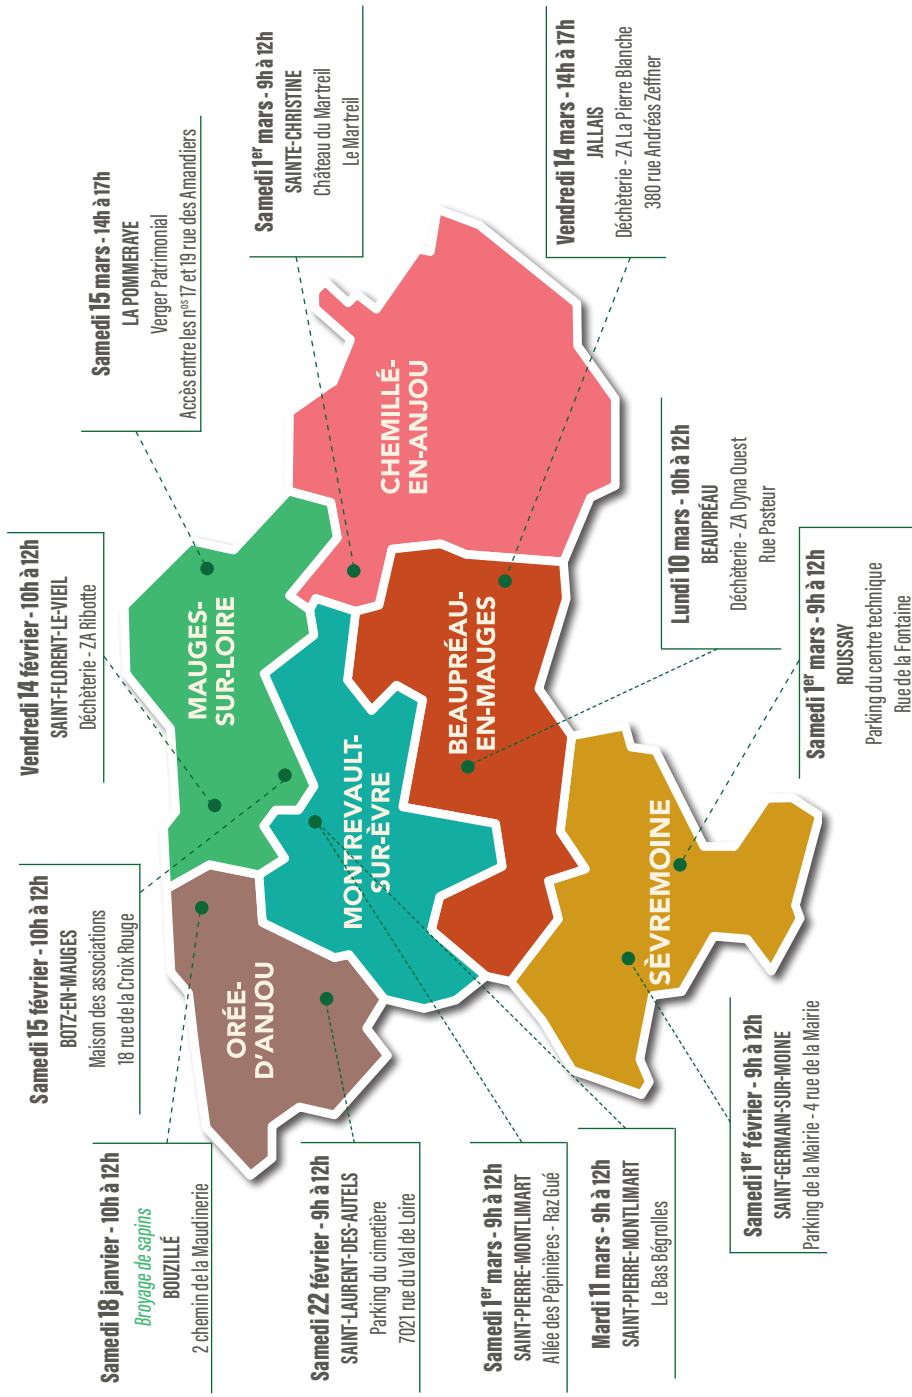 Samedi 18 janvier - 10h à 12h
Broyage de sapins
BOUZILLÉ
2 chemin de la Maudinerie
Samedi 15 février - 10h à 12h
BOTZ-EN-MAUGES
Maison des associations
18 rue de la Croix Rouge
Vendredi 14 février - 10h à 12h
SAINT-FLORENT-LE-VIEIL
Déchèterie - ZA Ribotte
Samedi 15 mars - 14h à 17h
LA POMMERAYE
Verger Patrimonial
Accès entre les nos 17 et 19 rue des Amandiers
Samedi 1er mars - 9h à 12h
SAINTE-CHRISTINE
Château du Martreil
Le Martreil
MAUGES-
SUR-LOIRE
ORÉE-
D'ANJOU
CHEMILLÉ-
EN-ANJOU
MONTREVAULT-
SUR-ÈVRE
BEAUPRÉAU-
EN-MAUGES
SÈVREMOINE
Samedi 22 février - 9h à 12h
SAINT-LAURENT-DES-AUTELS
Parking du cimetière
7021 rue du Val de Loire
Samedi 1er mars - 9h à 12h
SAINT-PIERRE-MONTLIMART
Allée des Pépinières - Raz Gué
Mardi 11 mars - 9h à 12h
SAINT-PIERRE-MONTLIMART
Le Bas Bégrolles
Samedi 1er février - 9h à 12h
SAINT-GERMAIN-SUR-MOINE
Parking de la Mairie - 4 rue de la Mairie
Samedi 1er mars - 9h à 12h
ROUSSAY
Parking du centre technique
Rue de la Fontaine
Lundi 10 mars - 10h à 12h
BEAUPRÉAU
Déchèterie - ZA Dyna Ouest
Rue Pasteur
Vendredi 14 mars - 14h à 17h
JALLAIS
Déchèterie - ZA La Pierre Blanche
380 rue Andréas Zeffner